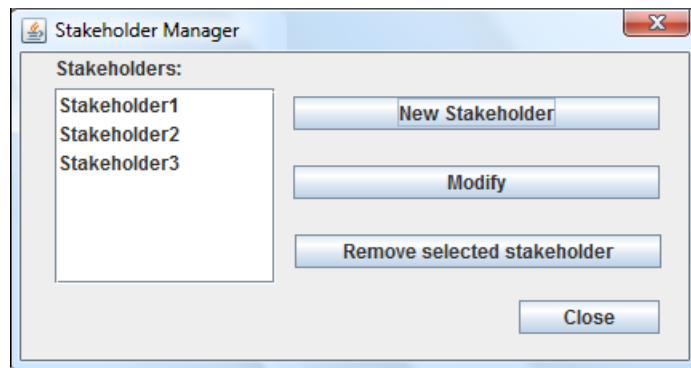 Stakeholder Manager
Stakeholders:
Stakeholder1
Stakeholder2
Stakeholder3
New Stakeholder
Modify
Remove selected stakeholder
Close